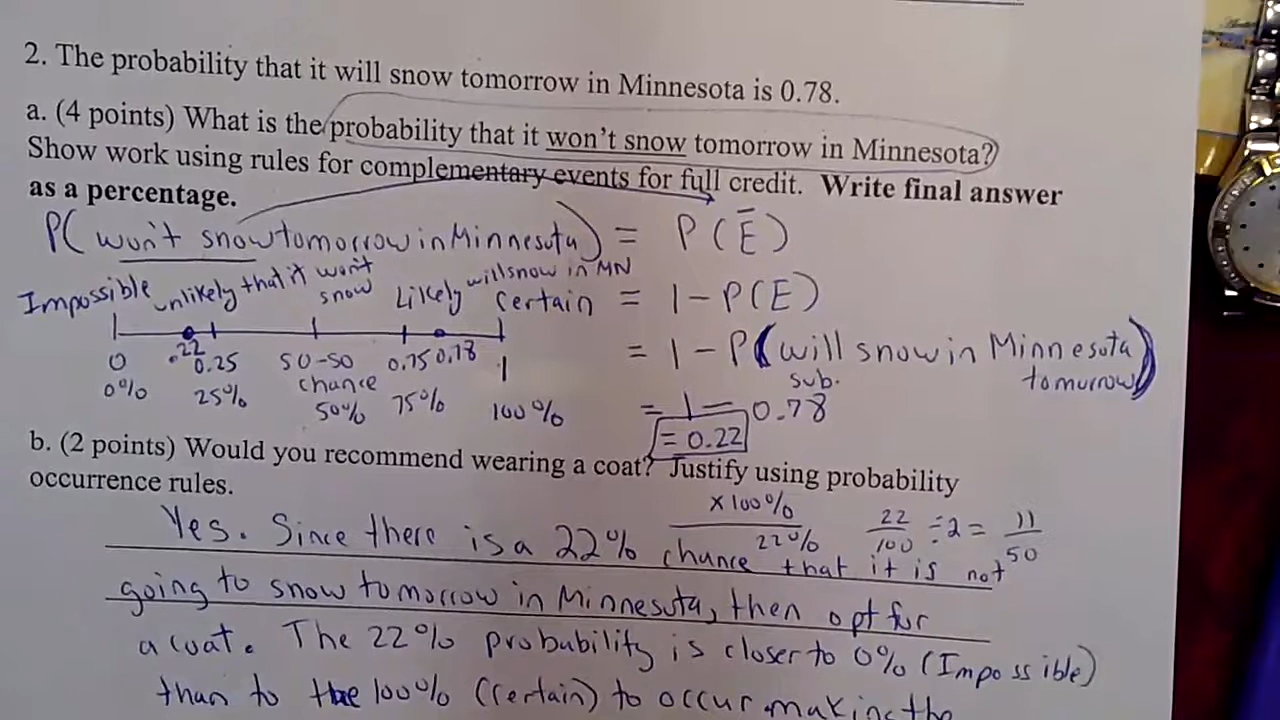 2. The probability that it will snow tomorrow in Minnesota is 0.78.
a. (4 points) What is the probability that it won't snow tomorrow in Minnesota?
Show work using rules for complementary events for full credit. Write final answer
as a percentage.
P(won't snow tomorrow in Minnesota) = P(Ē)
Impossible unlikely that it won't snow Likely will snow in MN certain = 1 - P(E)
= 1 - P(will snow in Minnesota tomorrow)
sub.
0 .22 0.25 50-50 chance 0.75 0.78 1
0% 25% 50% 75% 100%
= 1 - 0.78
= 0.22
b. (2 points) Would you recommend wearing a coat? Justify using probability
occurrence rules.
x 100%
22%
22/100 ÷ 2 = 11/50
Yes. Since there is a 22% chance that it is not
going to snow tomorrow in Minnesota, then opt for
a coat. The 22% probability is closer to 0% (Impossible)
than to the 100% (certain) to occur making the